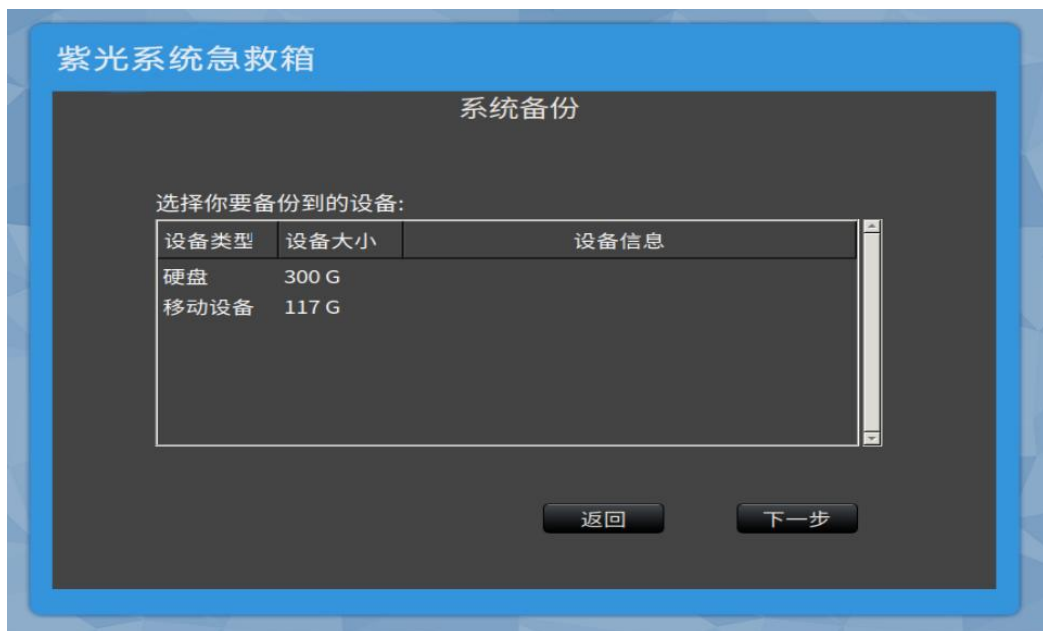 紫光系统急救箱
系统备份
选择你要备份到的设备:
设备类型 设备大小 设备信息
硬盘 300 G
移动设备 117 G
返回 下一步